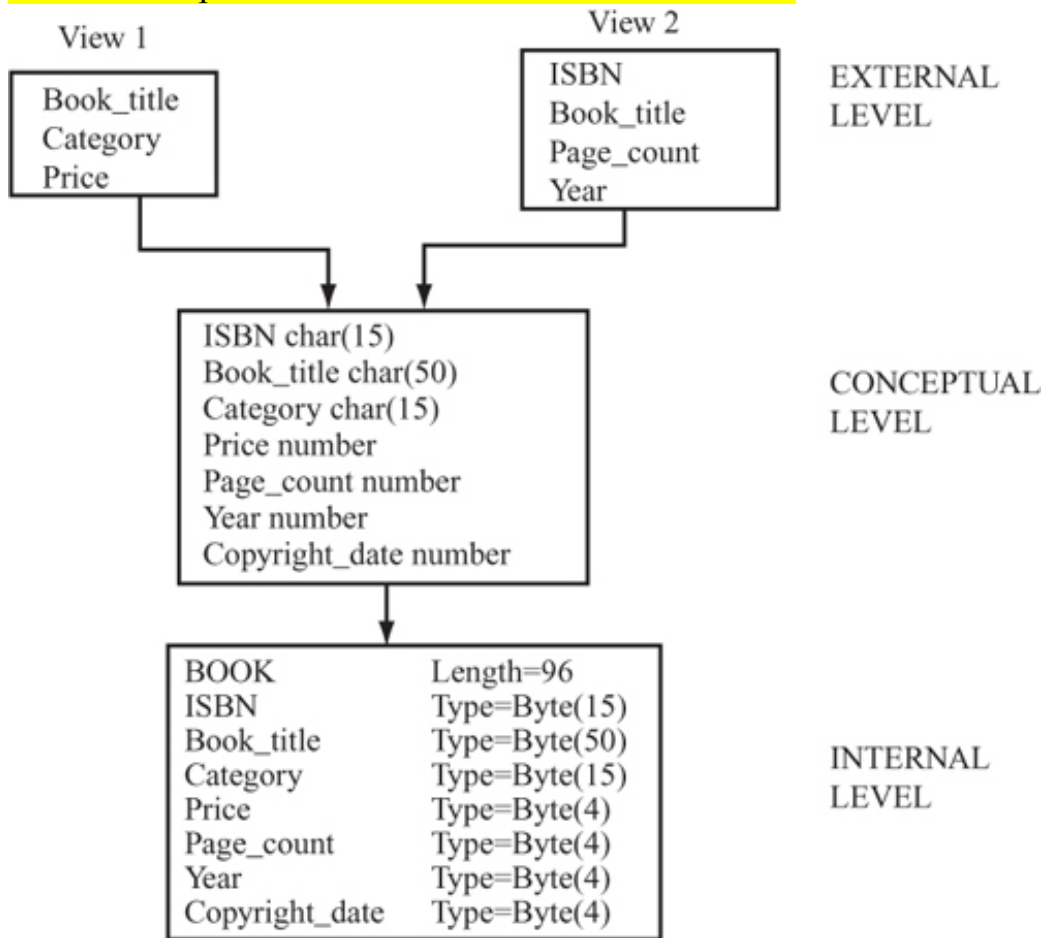 View 1
Book_title
Category
Price
View 2
ISBN
Book_title
Page_count
Year
EXTERNAL
LEVEL
ISBN char(15)
Book_title char(50)
Category char(15)
Price number
Page_count number
Year number
Copyright_date number
CONCEPTUAL
LEVEL
BOOK Length=96
ISBN Type=Byte(15)
Book_title Type=Byte(50)
Category Type=Byte(15)
Price Type=Byte(4)
Page_count Type=Byte(4)
Year Type=Byte(4)
Copyright_date Type=Byte(4)
INTERNAL
LEVEL